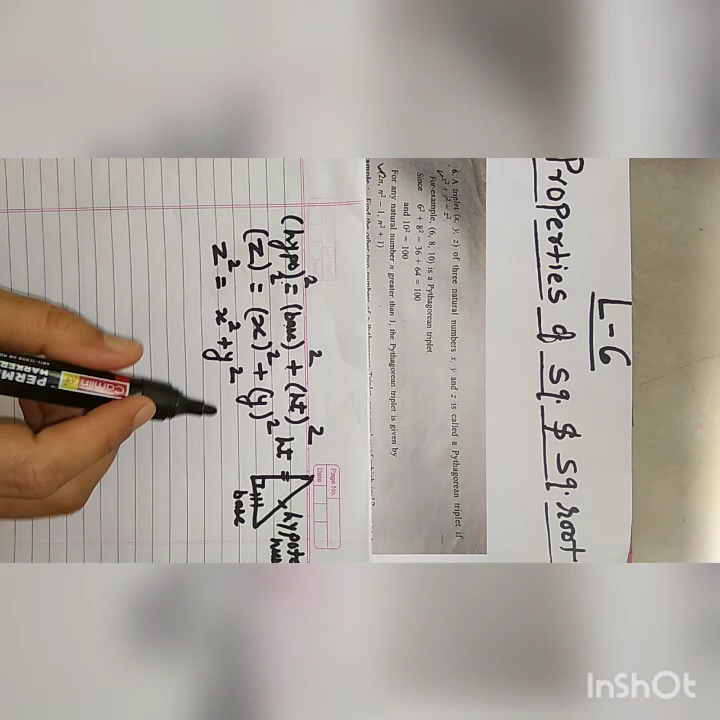 L-6
Properties of Sq. & Sq. root
6. A triplet (x, y, z) of three natural numbers x, y and z is called a Pythagorean triplet if
x² + y² = z².
For example, (6, 8, 10) is a Pythagorean triplet.
Since 6² + 8² = 36 + 64 = 100
and 10² = 100
For any natural number n greater than 1, the Pythagorean triplet is given by
(2n, n² – 1, n² + 1)
Page No.
Date
(hypo)² = (base)² + (ht)²
(z)² = (x)² + (y)²
z² = x² + y²
ht
base
Camlin
PERM
MARKER
InShOt